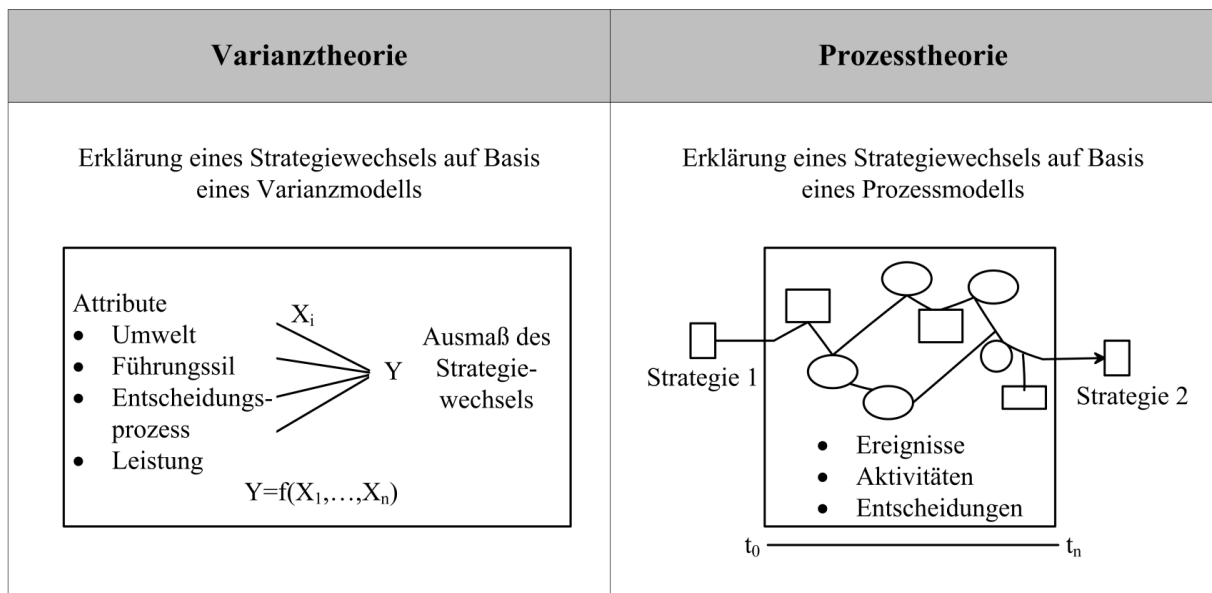 Varianztheorie
Prozesstheorie
Erklärung eines Strategiewechsels auf Basis
eines Varianzmodells
Attribute
• Umwelt
• Führungssil
• Entscheidungs-
prozess
• Leistung
Xi
Y
Ausmaß des
Strategie-
wechsels
Y=f(X1,…,Xn)
Erklärung eines Strategiewechsels auf Basis
eines Prozessmodells
Strategie 1
Strategie 2
• Ereignisse
• Aktivitäten
• Entscheidungen
t0
tn